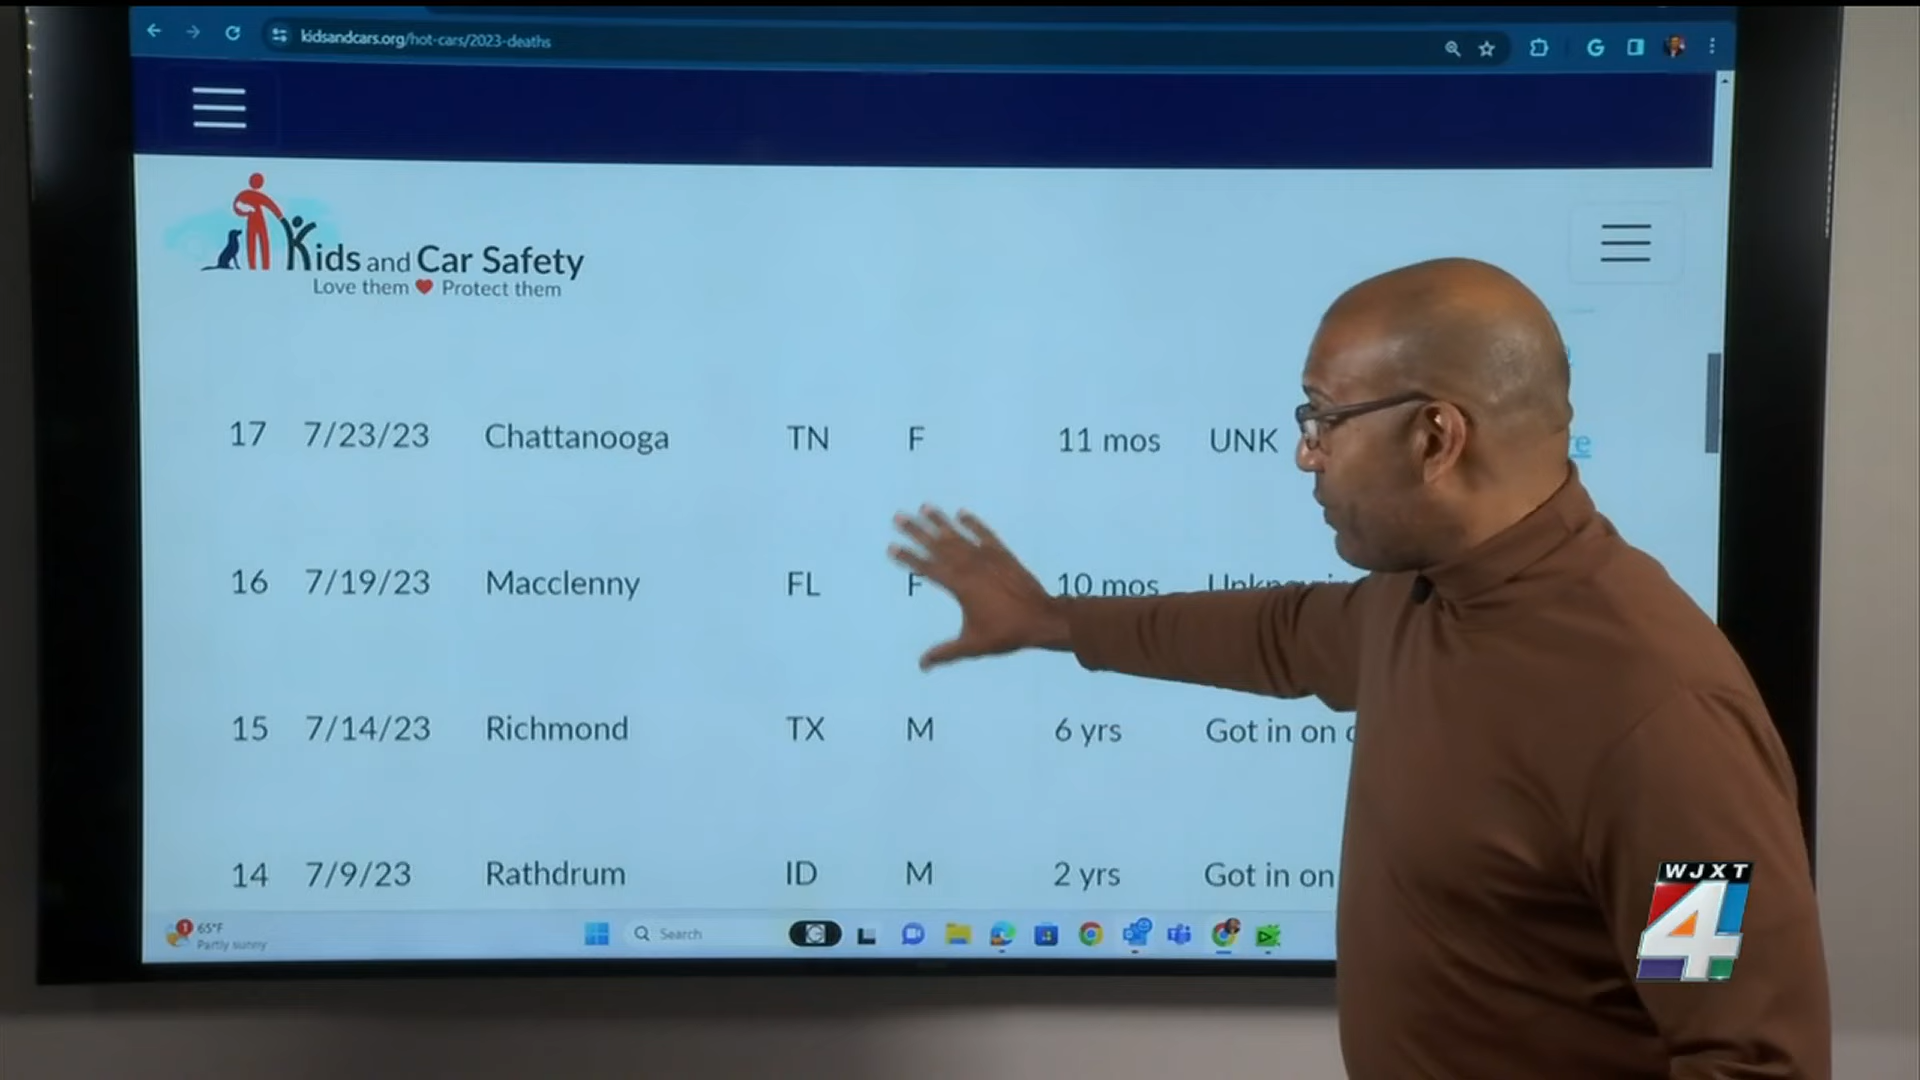 kidsandcars.org/hot-cars/2023-deaths
Kids and Car Safety
Love them Protect them
17 7/23/23 Chattanooga TN F 11 mos UNK
16 7/19/23 Macclenny FL F 10 mos
15 7/14/23 Richmond TX M 6 yrs Got in on
14 7/9/23 Rathdrum ID M 2 yrs Got in on
1
65°F
Partly sunny
Search
WJXT
4